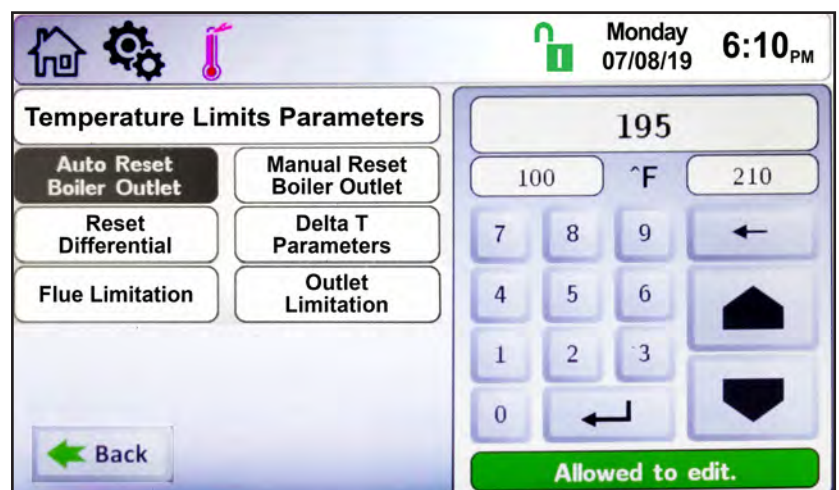 Monday
07/08/19
6:10 PM
Temperature Limits Parameters
Auto Reset
Boiler Outlet
Manual Reset
Boiler Outlet
Reset
Differential
Delta T
Parameters
Flue Limitation
Outlet
Limitation
Back
195
100 ^F 210
7 8 9
4 5 6
1 2 3
0
Allowed to edit.